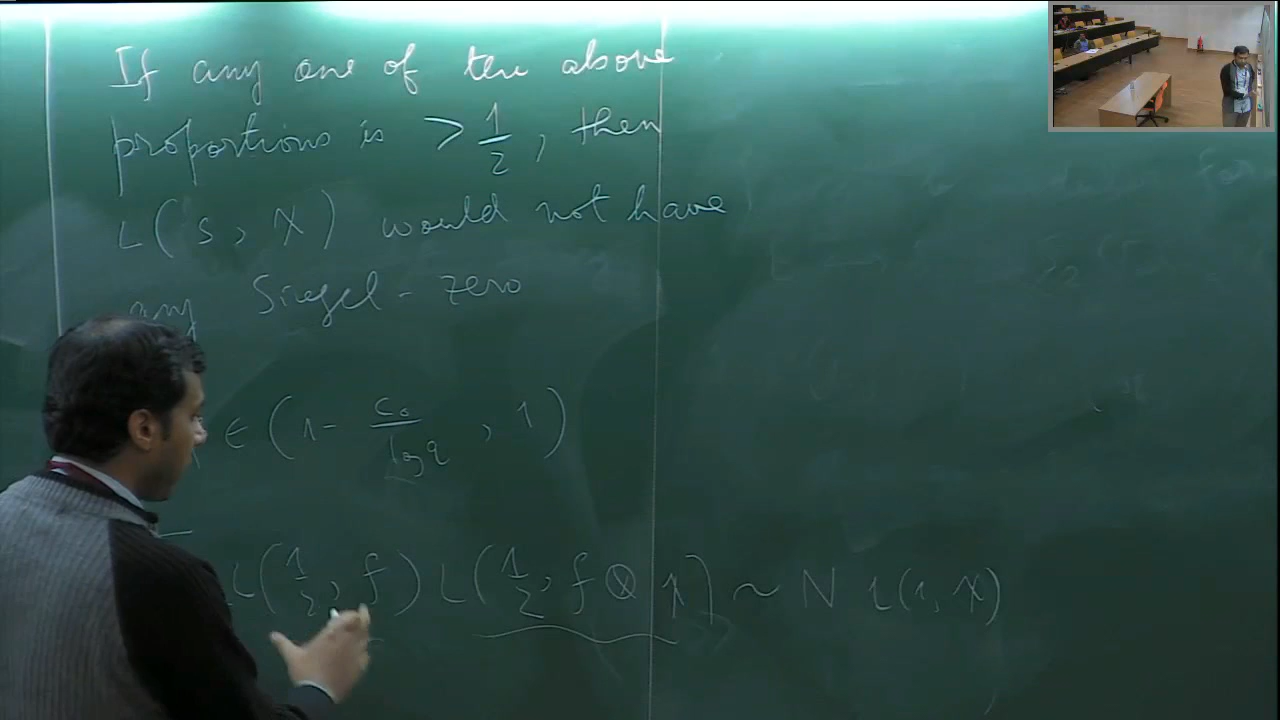 If any one of the above
proportions is > 1/2, then
L(s, χ) would not have
any Siegel-zero
∈ (1 - c₀/log q, 1)
L(1/2, f) L(1/2, f ⊗ χ) ~ N L(1, χ)